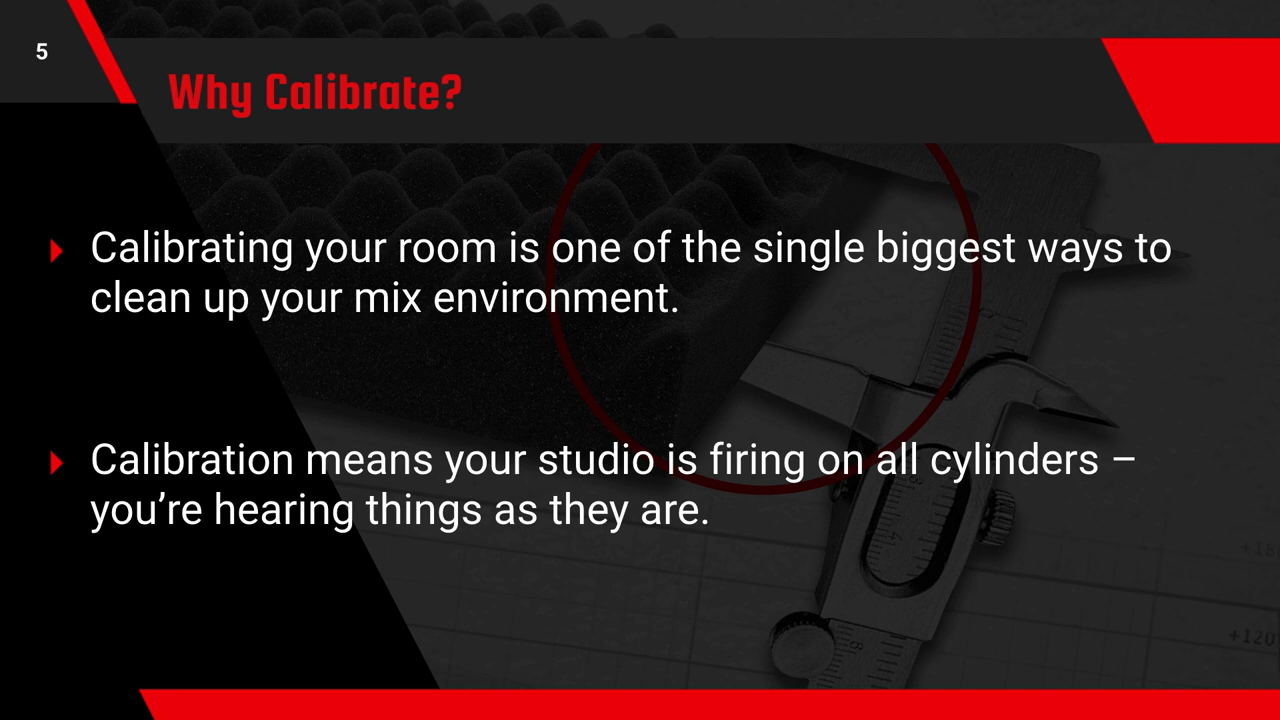 5
Why Calibrate?
Calibrating your room is one of the single biggest ways to
clean up your mix environment.
Calibration means your studio is firing on all cylinders –
you’re hearing things as they are.
+120